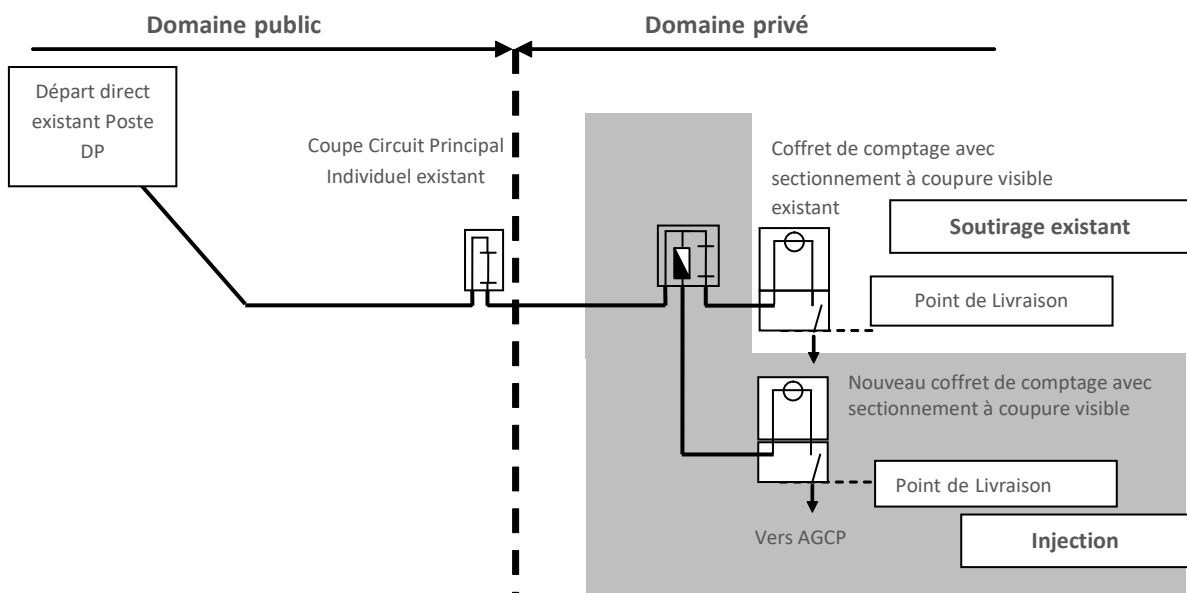 Domaine public
Domaine privé
Départ direct
existant Poste
DP
Coupe Circuit Principal
Individuel existant
Coffret de comptage avec
sectionnement à coupure visible
existant
Soutirage existant
Point de Livraison
Nouveau coffret de comptage avec
sectionnement à coupure visible
Point de Livraison
Vers AGCP
Injection